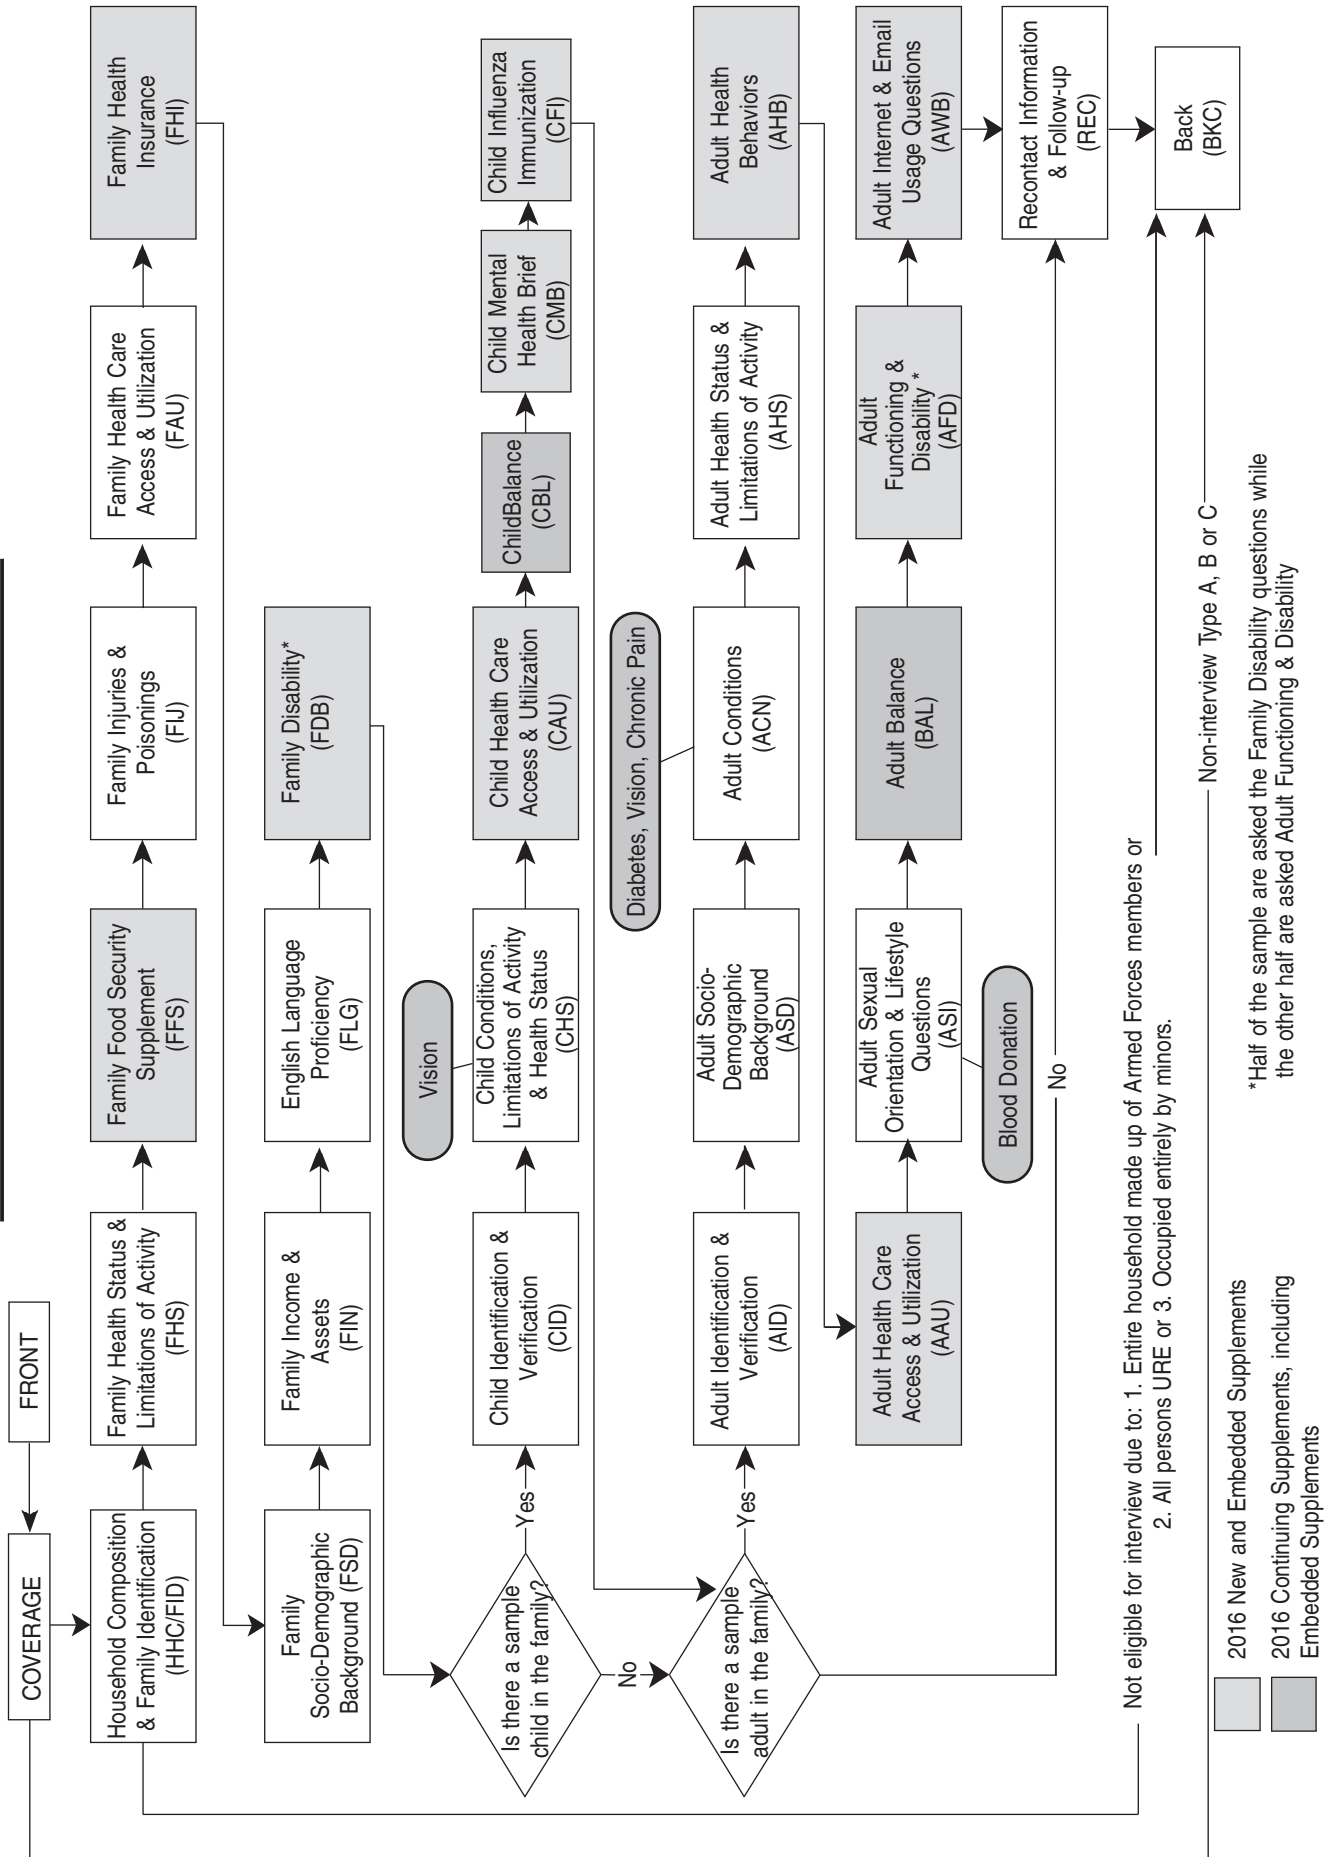 FRONT
COVERAGE
Household Composition
& Family Identification
(HHC/FID)
Family Health Status &
Limitations of Activity
(FHS)
Family Food Security
Supplement
(FFS)
Family Injuries &
Poisonings
(FIJ)
Family Health Care
Access & Utilization
(FAU)
Family Health
Insurance
(FHI)
Family
Socio-Demographic
Background (FSD)
Family Income &
Assets
(FIN)
English Language
Proficiency
(FLG)
Family Disability*
(FDB)
Vision
Is there a sample
child in the family?
Yes
No
Child Identification &
Verification
(CID)
Child Conditions,
Limitations of Activity
& Health Status
(CHS)
Child Health Care
Access & Utilization
(CAU)
ChildBalance
(CBL)
Child Mental
Health Brief
(CMB)
Child Influenza
Immunization
(CFI)
Diabetes, Vision, Chronic Pain
Is there a sample
adult in the family?
Yes
Adult Identification &
Verification
(AID)
Adult Socio-
Demographic
Background
(ASD)
Adult Conditions
(ACN)
Adult Health Status &
Limitations of Activity
(AHS)
Adult Health
Behaviors
(AHB)
Adult Health Care
Access & Utilization
(AAU)
Adult Sexual
Orientation & Lifestyle
Questions
(ASI)
Adult Balance
(BAL)
Adult
Functioning &
Disability *
(AFD)
Adult Internet & Email
Usage Questions
(AWB)
Blood Donation
No
Recontact Information
& Follow-up
(REC)
Not eligible for interview due to: 1. Entire household made up of Armed Forces members or
2. All persons URE or 3. Occupied entirely by minors.
Back
(BKC)
Non-interview Type A, B or C
2016 New and Embedded Supplements
2016 Continuing Supplements, including
Embedded Supplements
*Half of the sample are asked the Family Disability questions while
the other half are asked Adult Functioning & Disability